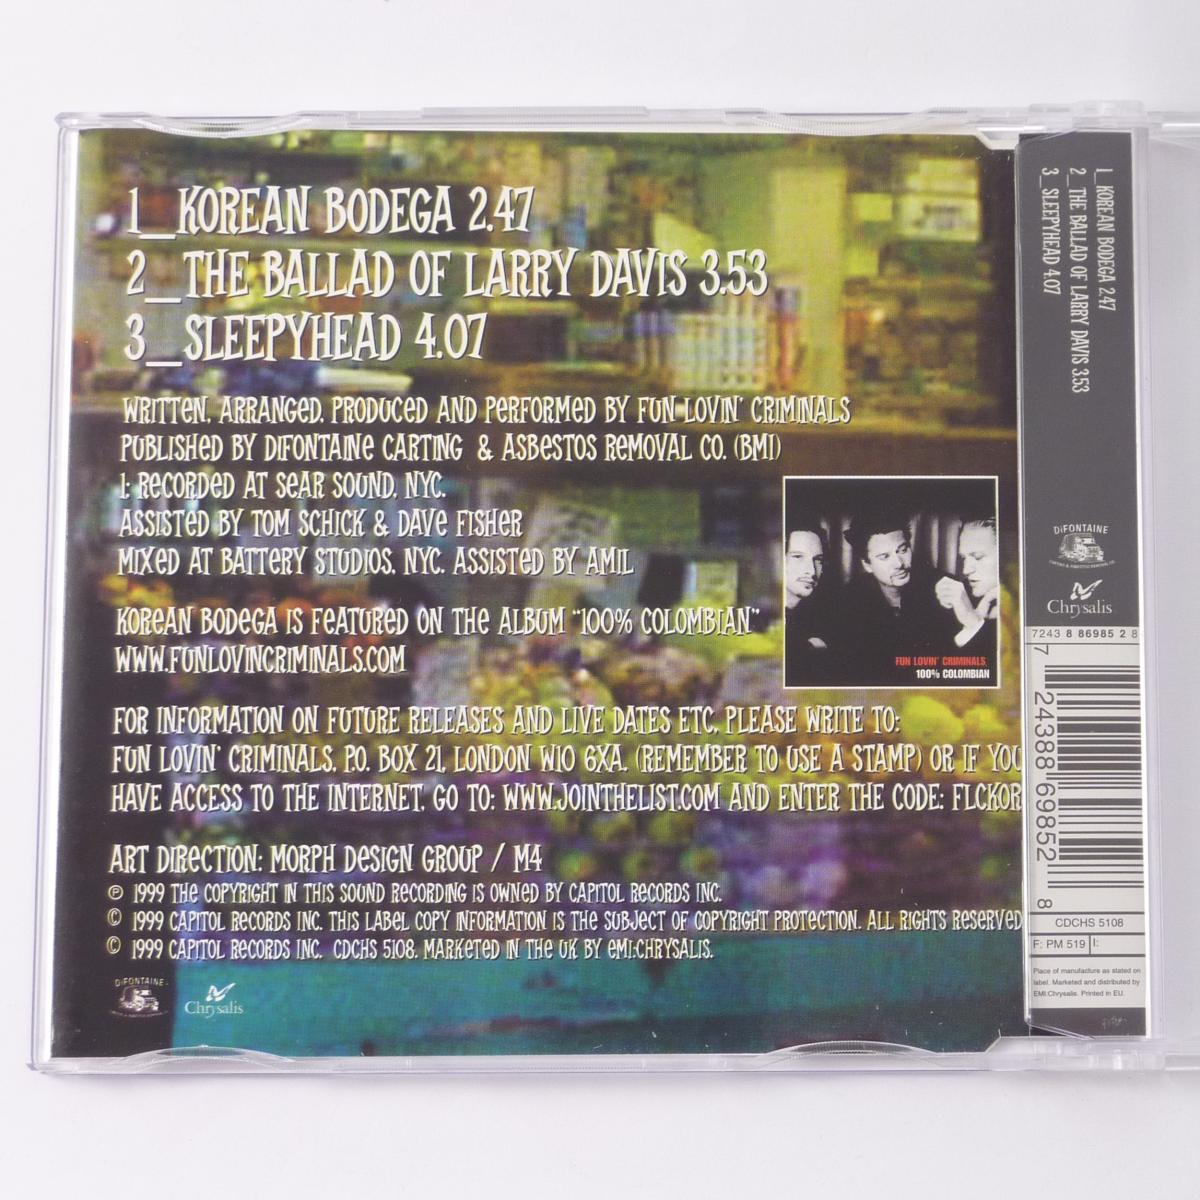 1_KOREAN BODEGA 2.47
2_THE BALLAD OF LARRY DAVIS 3.53
3_SLEEPYHEAD 4.07
WRITTEN, ARRANGED, PRODUCED AND PERFORMED BY FUN LOVIN' CRIMINALS
PUBLISHED BY DIFONTAINE CARTING & ASBESTOS REMOVAL CO. (BMI)
1: RECORDED AT SEAR SOUND, NYC.
ASSISTED BY TOM SCHICK & DAVE FISHER
MIXED AT BATTERY STUDIOS, NYC. ASSISTED BY AMIL
KOREAN BODEGA IS FEATURED ON THE ALBUM "100% COLOMBIAN"
WWW.FUNLOVINCRIMINALS.COM
FUN LOVIN' CRIMINALS.
100% COLOMBIAN
FOR INFORMATION ON FUTURE RELEASES AND LIVE DATES ETC, PLEASE WRITE TO:
FUN LOVIN' CRIMINALS, P.O. BOX 21, LONDON W10 6XA. (REMEMBER TO USE A STAMP) OR IF YOU
HAVE ACCESS TO THE INTERNET, GO TO: WWW.JOINTHELIST.COM AND ENTER THE CODE: FLCKOR
ART DIRECTION: MORPH DESIGN GROUP / M4
℗ 1999 THE COPYRIGHT IN THIS SOUND RECORDING IS OWNED BY CAPITOL RECORDS INC.
© 1999 CAPITOL RECORDS INC. THIS LABEL COPY INFORMATION IS THE SUBJECT OF COPYRIGHT PROTECTION. ALL RIGHTS RESERVED
© 1999 CAPITOL RECORDS INC. CDCHS 5108. MARKETED IN THE UK BY EMI:CHRYSALIS.
DiFONTAINE
Chrysalis
1_KOREAN BODEGA 2.47
2_THE BALLAD OF LARRY DAVIS 3.53
3_SLEEPYHEAD 4.07
DiFONTAINE
CARTING & ASBESTOS REMOVAL CO.
Chrysalis
7243 8 86985 2 8
7 24388 69852 8
CDCHS 5108
F: PM 519 I:
Place of manufacture as stated on
label. Marketed and distributed by
EMI:Chrysalis. Printed in EU.